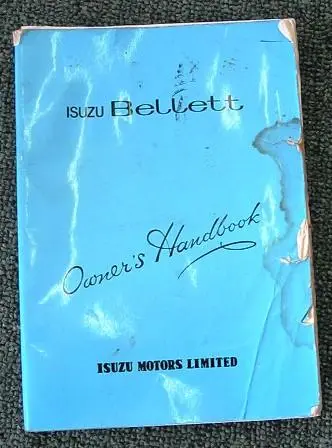 ISUZU Bellett
Owner's Handbook
ISUZU MOTORS LIMITED